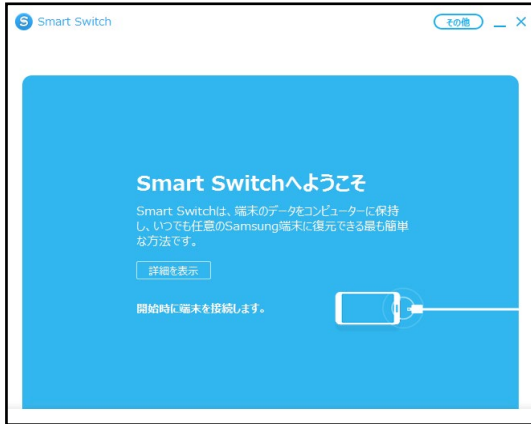 Smart Switch
その他
Smart Switchへようこそ
Smart Switchは、端末のデータをコンピューターに保持
し、いつでも任意のSamsung端末に復元できる最も簡単
な方法です。
詳細を表示
開始時に端末を接続します。